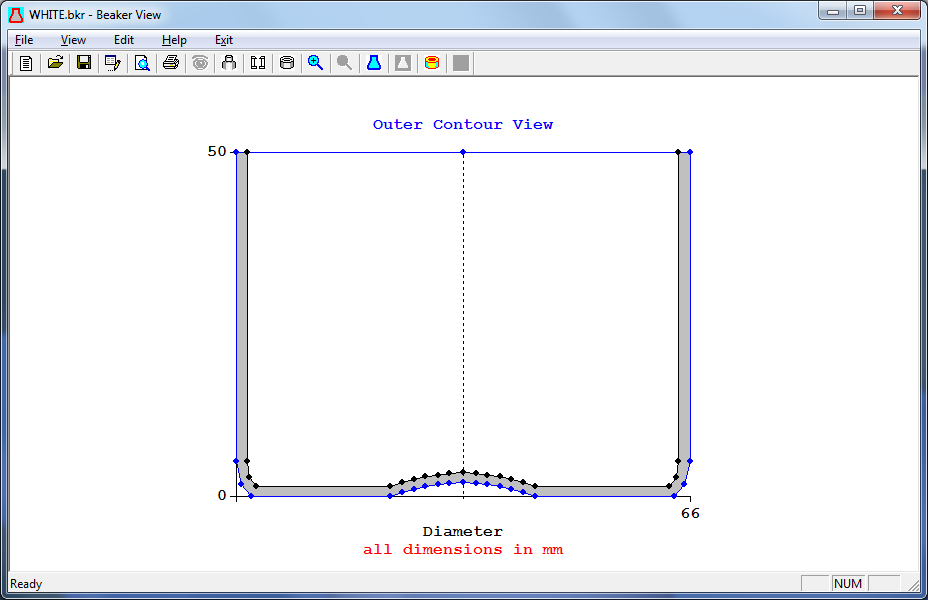 WHITE.bkr - Beaker View
File View Edit Help Exit
Outer Contour View
50
0
66
Diameter
all dimensions in mm
Ready NUM